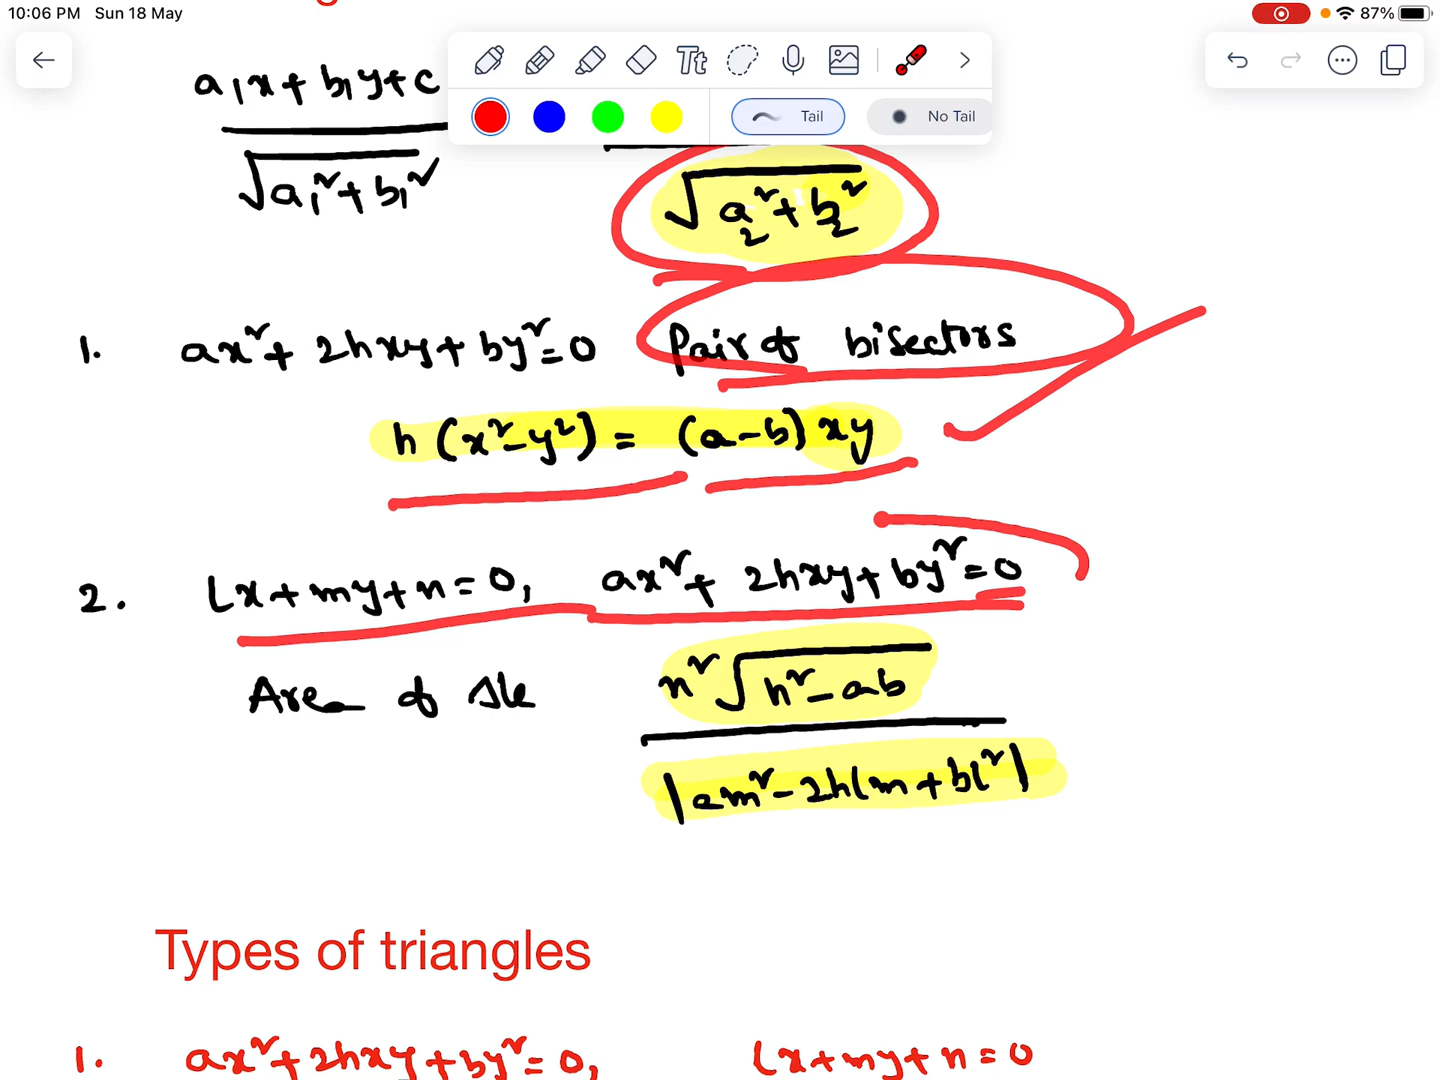 10:06 PM Sun 18 May 87%
Tt
Tail No Tail
a₁x + b₁y + c
√a₁² + b₁²
√a₂² + b₂²
1. ax² + 2hxy + by² = 0 Pair of bisectors
h (x² - y²) = (a - b) xy
2. lx + my + n = 0, ax² + 2hxy + by² = 0
Area of Δle n² √h² - ab
|am² - 2hlm + bl²|
Types of triangles
1. ax² + 2hxy + by² = 0, lx + my + n = 0